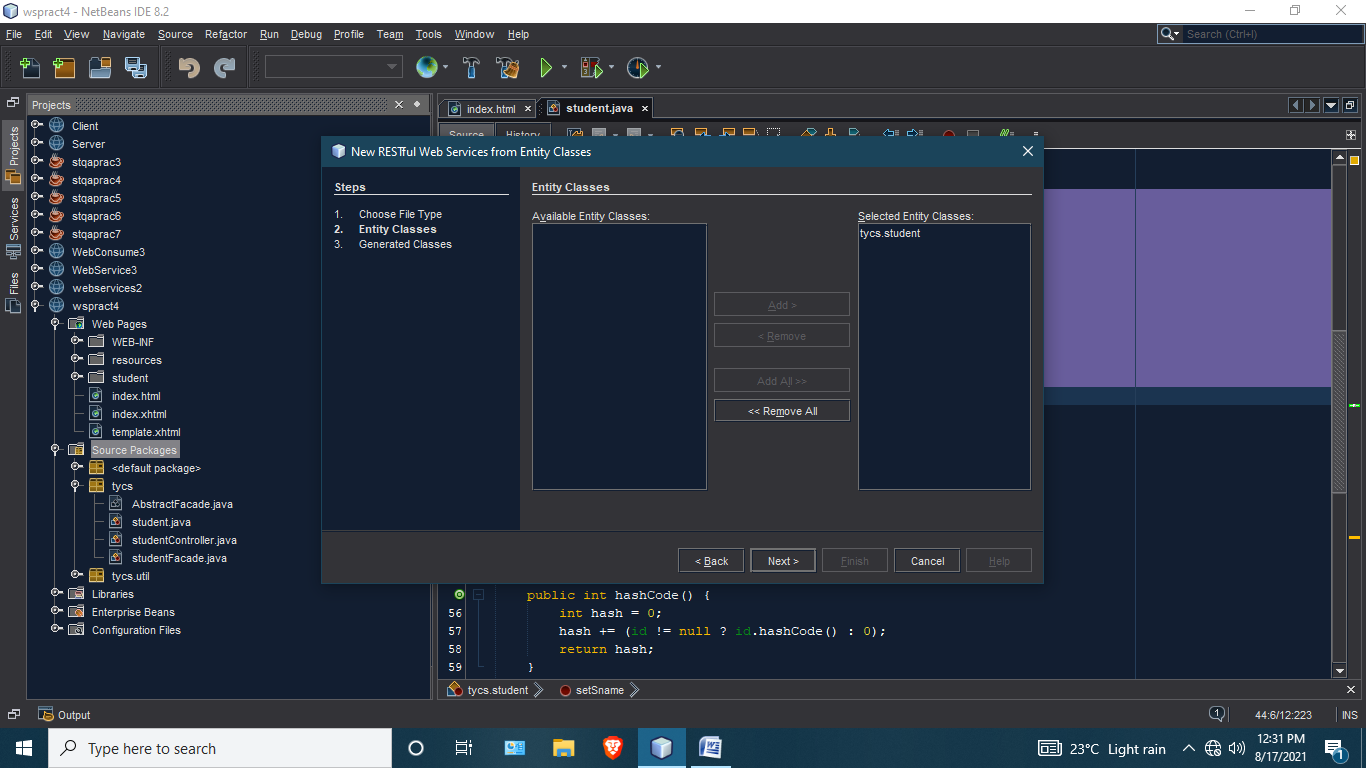 wspract4 - NetBeans IDE 8.2
File Edit View Navigate Source Refactor Run Debug Profile Team Tools Window Help
Search (Ctrl+I)
Projects
Services
Files
Projects
Client
Server
stqaprac3
stqaprac4
stqaprac5
stqaprac6
stqaprac7
WebConsume3
WebService3
webservices2
wspract4
Web Pages
WEB-INF
resources
student
index.html
index.xhtml
template.xhtml
Source Packages
<default package>
tycs
AbstractFacade.java
student.java
studentController.java
studentFacade.java
tycs.util
Libraries
Enterprise Beans
Configuration Files
index.html
student.java
Source History
New RESTful Web Services from Entity Classes
Steps
1. Choose File Type
2. Entity Classes
3. Generated Classes
Entity Classes
Available Entity Classes:
Selected Entity Classes:
tycs.student
Add >
< Remove
Add All >>
<< Remove All
< Back Next > Finish Cancel Help
public int hashCode() {
56 int hash = 0;
57 hash += (id != null ? id.hashCode() : 0);
58 return hash;
59 }
tycs.student setSname
Output
1
44:6/12:223 INS
Type here to search
23°C Light rain
12:31 PM
8/17/2021
1